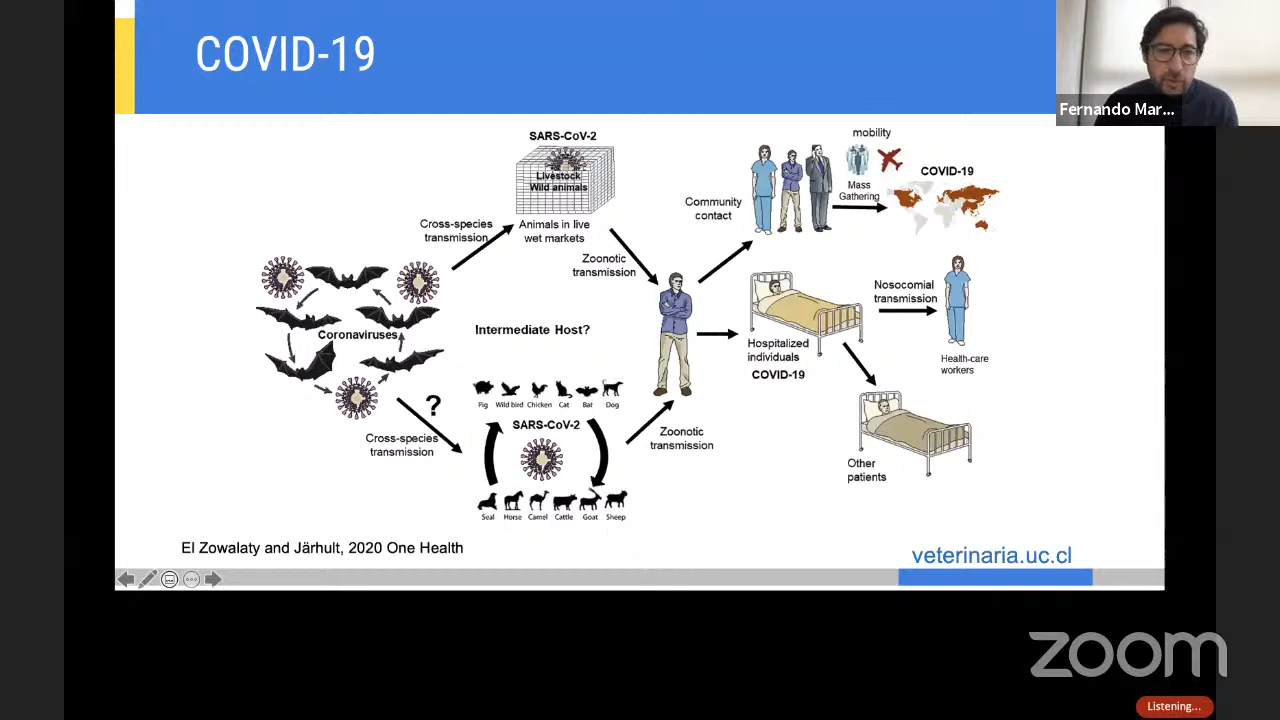 COVID-19
Fernando Mar...
SARS-CoV-2
Livestock
Wild animals
Cross-species
transmission
Animals in live
wet markets
Zoonotic
transmission
Community
contact
mobility
Mass
Gathering
COVID-19
Coronaviruses
Intermediate Host?
Hospitalized
individuals
COVID-19
Nosocomial
transmission
Health-care
workers
?
Cross-species
transmission
Pig Wild bird Chicken Cat Bat Dog
SARS-CoV-2
Seal Horse Camel Cattle Goat Sheep
Zoonotic
transmission
Other
patients
El Zowalaty and Järhult, 2020 One Health
veterinaria.uc.cl
zoom
Listening...